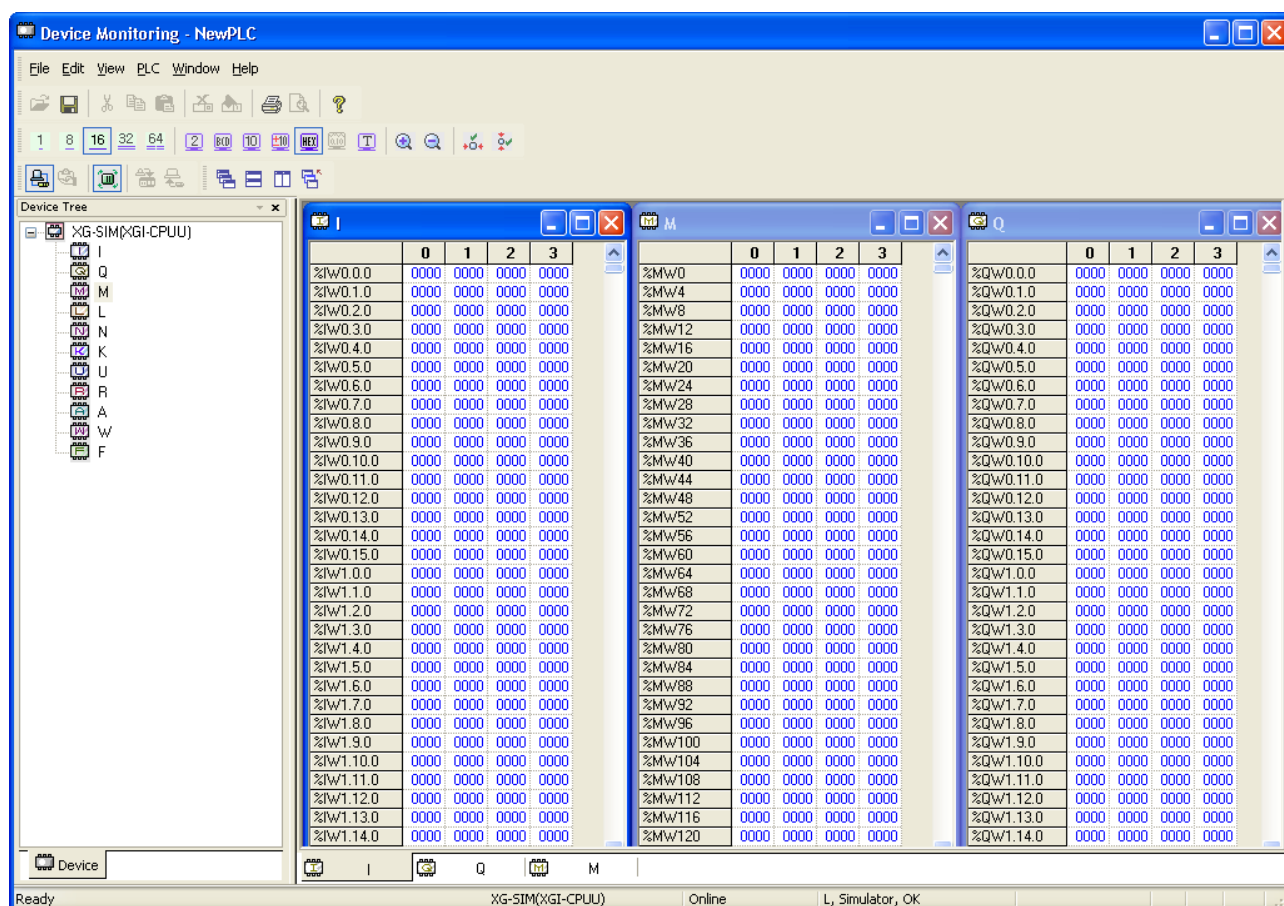 Device Monitoring - NewPLC
File Edit View PLC Window Help
1 8 16 32 64 2 BCD 10 ±10 HEX T
Device Tree
XG-SIM(XGI-CPUU)
I
Q
M
L
N
K
U
R
A
W
F
Device
I
0 1 2 3
%IW0.0.0 0000 0000 0000 0000
%IW0.1.0 0000 0000 0000 0000
%IW0.2.0 0000 0000 0000 0000
%IW0.3.0 0000 0000 0000 0000
%IW0.4.0 0000 0000 0000 0000
%IW0.5.0 0000 0000 0000 0000
%IW0.6.0 0000 0000 0000 0000
%IW0.7.0 0000 0000 0000 0000
%IW0.8.0 0000 0000 0000 0000
%IW0.9.0 0000 0000 0000 0000
%IW0.10.0 0000 0000 0000 0000
%IW0.11.0 0000 0000 0000 0000
%IW0.12.0 0000 0000 0000 0000
%IW0.13.0 0000 0000 0000 0000
%IW0.14.0 0000 0000 0000 0000
%IW0.15.0 0000 0000 0000 0000
%IW1.0.0 0000 0000 0000 0000
%IW1.1.0 0000 0000 0000 0000
%IW1.2.0 0000 0000 0000 0000
%IW1.3.0 0000 0000 0000 0000
%IW1.4.0 0000 0000 0000 0000
%IW1.5.0 0000 0000 0000 0000
%IW1.6.0 0000 0000 0000 0000
%IW1.7.0 0000 0000 0000 0000
%IW1.8.0 0000 0000 0000 0000
%IW1.9.0 0000 0000 0000 0000
%IW1.10.0 0000 0000 0000 0000
%IW1.11.0 0000 0000 0000 0000
%IW1.12.0 0000 0000 0000 0000
%IW1.13.0 0000 0000 0000 0000
%IW1.14.0 0000 0000 0000 0000
M
0 1 2 3
%MW0 0000 0000 0000 0000
%MW4 0000 0000 0000 0000
%MW8 0000 0000 0000 0000
%MW12 0000 0000 0000 0000
%MW16 0000 0000 0000 0000
%MW20 0000 0000 0000 0000
%MW24 0000 0000 0000 0000
%MW28 0000 0000 0000 0000
%MW32 0000 0000 0000 0000
%MW36 0000 0000 0000 0000
%MW40 0000 0000 0000 0000
%MW44 0000 0000 0000 0000
%MW48 0000 0000 0000 0000
%MW52 0000 0000 0000 0000
%MW56 0000 0000 0000 0000
%MW60 0000 0000 0000 0000
%MW64 0000 0000 0000 0000
%MW68 0000 0000 0000 0000
%MW72 0000 0000 0000 0000
%MW76 0000 0000 0000 0000
%MW80 0000 0000 0000 0000
%MW84 0000 0000 0000 0000
%MW88 0000 0000 0000 0000
%MW92 0000 0000 0000 0000
%MW96 0000 0000 0000 0000
%MW100 0000 0000 0000 0000
%MW104 0000 0000 0000 0000
%MW108 0000 0000 0000 0000
%MW112 0000 0000 0000 0000
%MW116 0000 0000 0000 0000
%MW120 0000 0000 0000 0000
Q
0 1 2 3
%QW0.0.0 0000 0000 0000 0000
%QW0.1.0 0000 0000 0000 0000
%QW0.2.0 0000 0000 0000 0000
%QW0.3.0 0000 0000 0000 0000
%QW0.4.0 0000 0000 0000 0000
%QW0.5.0 0000 0000 0000 0000
%QW0.6.0 0000 0000 0000 0000
%QW0.7.0 0000 0000 0000 0000
%QW0.8.0 0000 0000 0000 0000
%QW0.9.0 0000 0000 0000 0000
%QW0.10.0 0000 0000 0000 0000
%QW0.11.0 0000 0000 0000 0000
%QW0.12.0 0000 0000 0000 0000
%QW0.13.0 0000 0000 0000 0000
%QW0.14.0 0000 0000 0000 0000
%QW0.15.0 0000 0000 0000 0000
%QW1.0.0 0000 0000 0000 0000
%QW1.1.0 0000 0000 0000 0000
%QW1.2.0 0000 0000 0000 0000
%QW1.3.0 0000 0000 0000 0000
%QW1.4.0 0000 0000 0000 0000
%QW1.5.0 0000 0000 0000 0000
%QW1.6.0 0000 0000 0000 0000
%QW1.7.0 0000 0000 0000 0000
%QW1.8.0 0000 0000 0000 0000
%QW1.9.0 0000 0000 0000 0000
%QW1.10.0 0000 0000 0000 0000
%QW1.11.0 0000 0000 0000 0000
%QW1.12.0 0000 0000 0000 0000
%QW1.13.0 0000 0000 0000 0000
%QW1.14.0 0000 0000 0000 0000
I Q M
Ready XG-SIM(XGI-CPUU) Online L, Simulator, OK